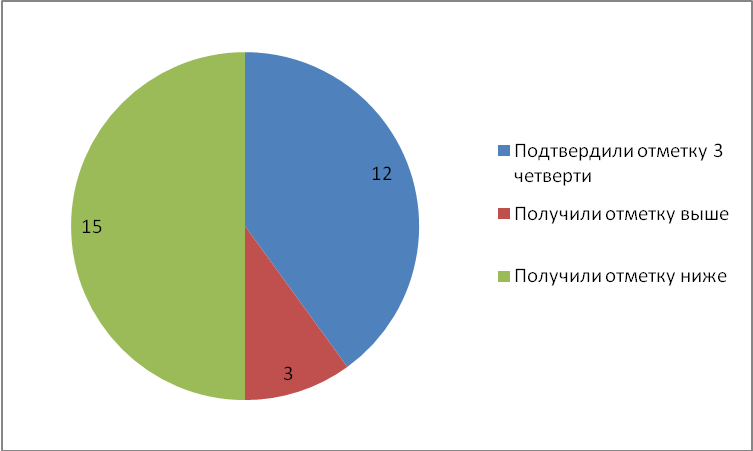 12
15
3
Подтвердили отметку 3
четверти
Получили отметку выше
Получили отметку ниже